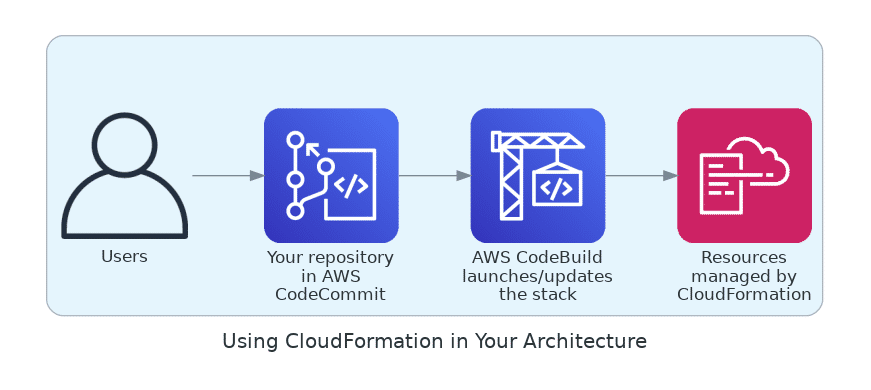 Users
Your repository
in AWS
CodeCommit
AWS CodeBuild
launches/updates
the stack
Resources
managed by
CloudFormation
Using CloudFormation in Your Architecture